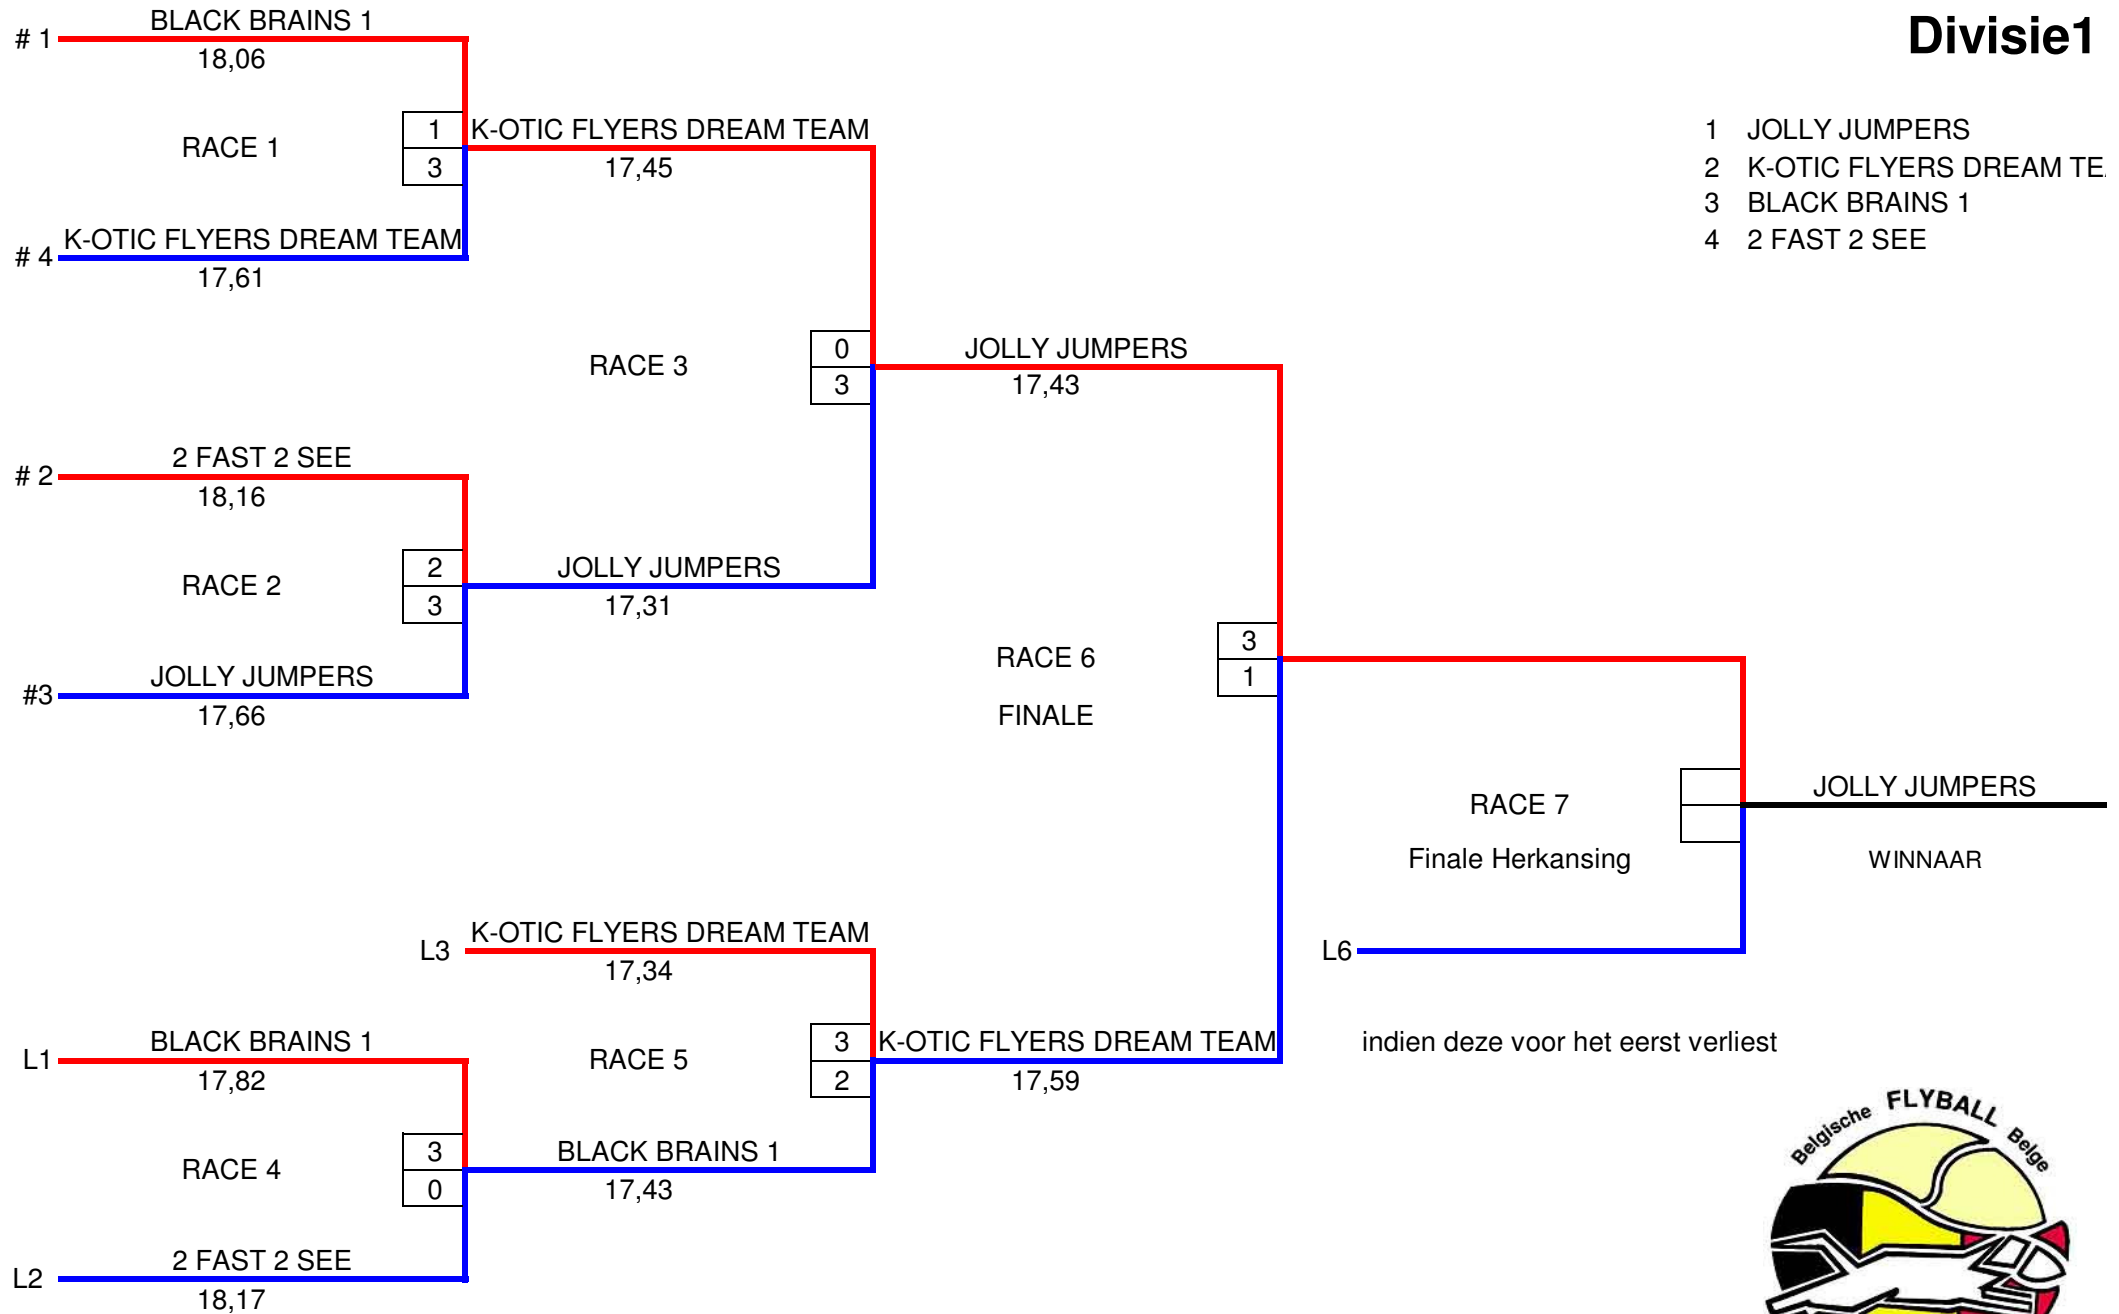 Divisie1
# 1
BLACK BRAINS 1
18,06
RACE 1
1
3
K-OTIC FLYERS DREAM TEAM
17,45
# 4
K-OTIC FLYERS DREAM TEAM
17,61
1 JOLLY JUMPERS
2 K-OTIC FLYERS DREAM
3 BLACK BRAINS 1
4 2 FAST 2 SEE
RACE 3
0
3
JOLLY JUMPERS
17,43
# 2
2 FAST 2 SEE
18,16
RACE 2
2
3
JOLLY JUMPERS
17,31
#3
JOLLY JUMPERS
17,66
RACE 6
FINALE
3
1
RACE 7
Finale Herkansing
JOLLY JUMPERS
WINNAAR
L3
K-OTIC FLYERS DREAM TEAM
17,34
L6
L1
BLACK BRAINS 1
17,82
RACE 5
3
2
K-OTIC FLYERS DREAM TEAM
17,59
indien deze voor het eerst verliest
RACE 4
3
0
BLACK BRAINS 1
17,43
L2
2 FAST 2 SEE
18,17
Belgische FLYBALL Belge